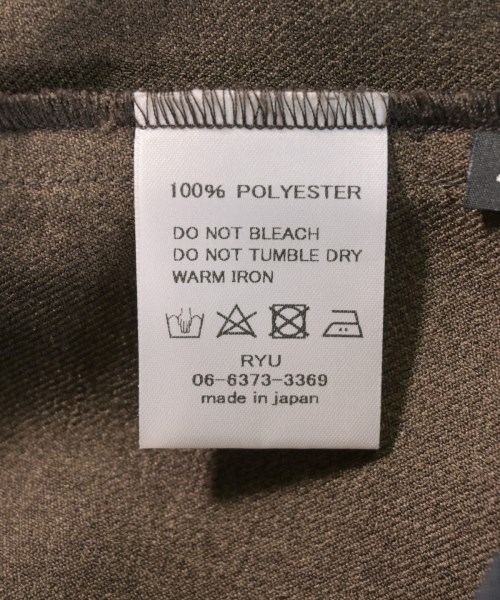 100% POLYESTER
DO NOT BLEACH
DO NOT TUMBLE DRY
WARM IRON
RYU
06-6373-3369
made in japan